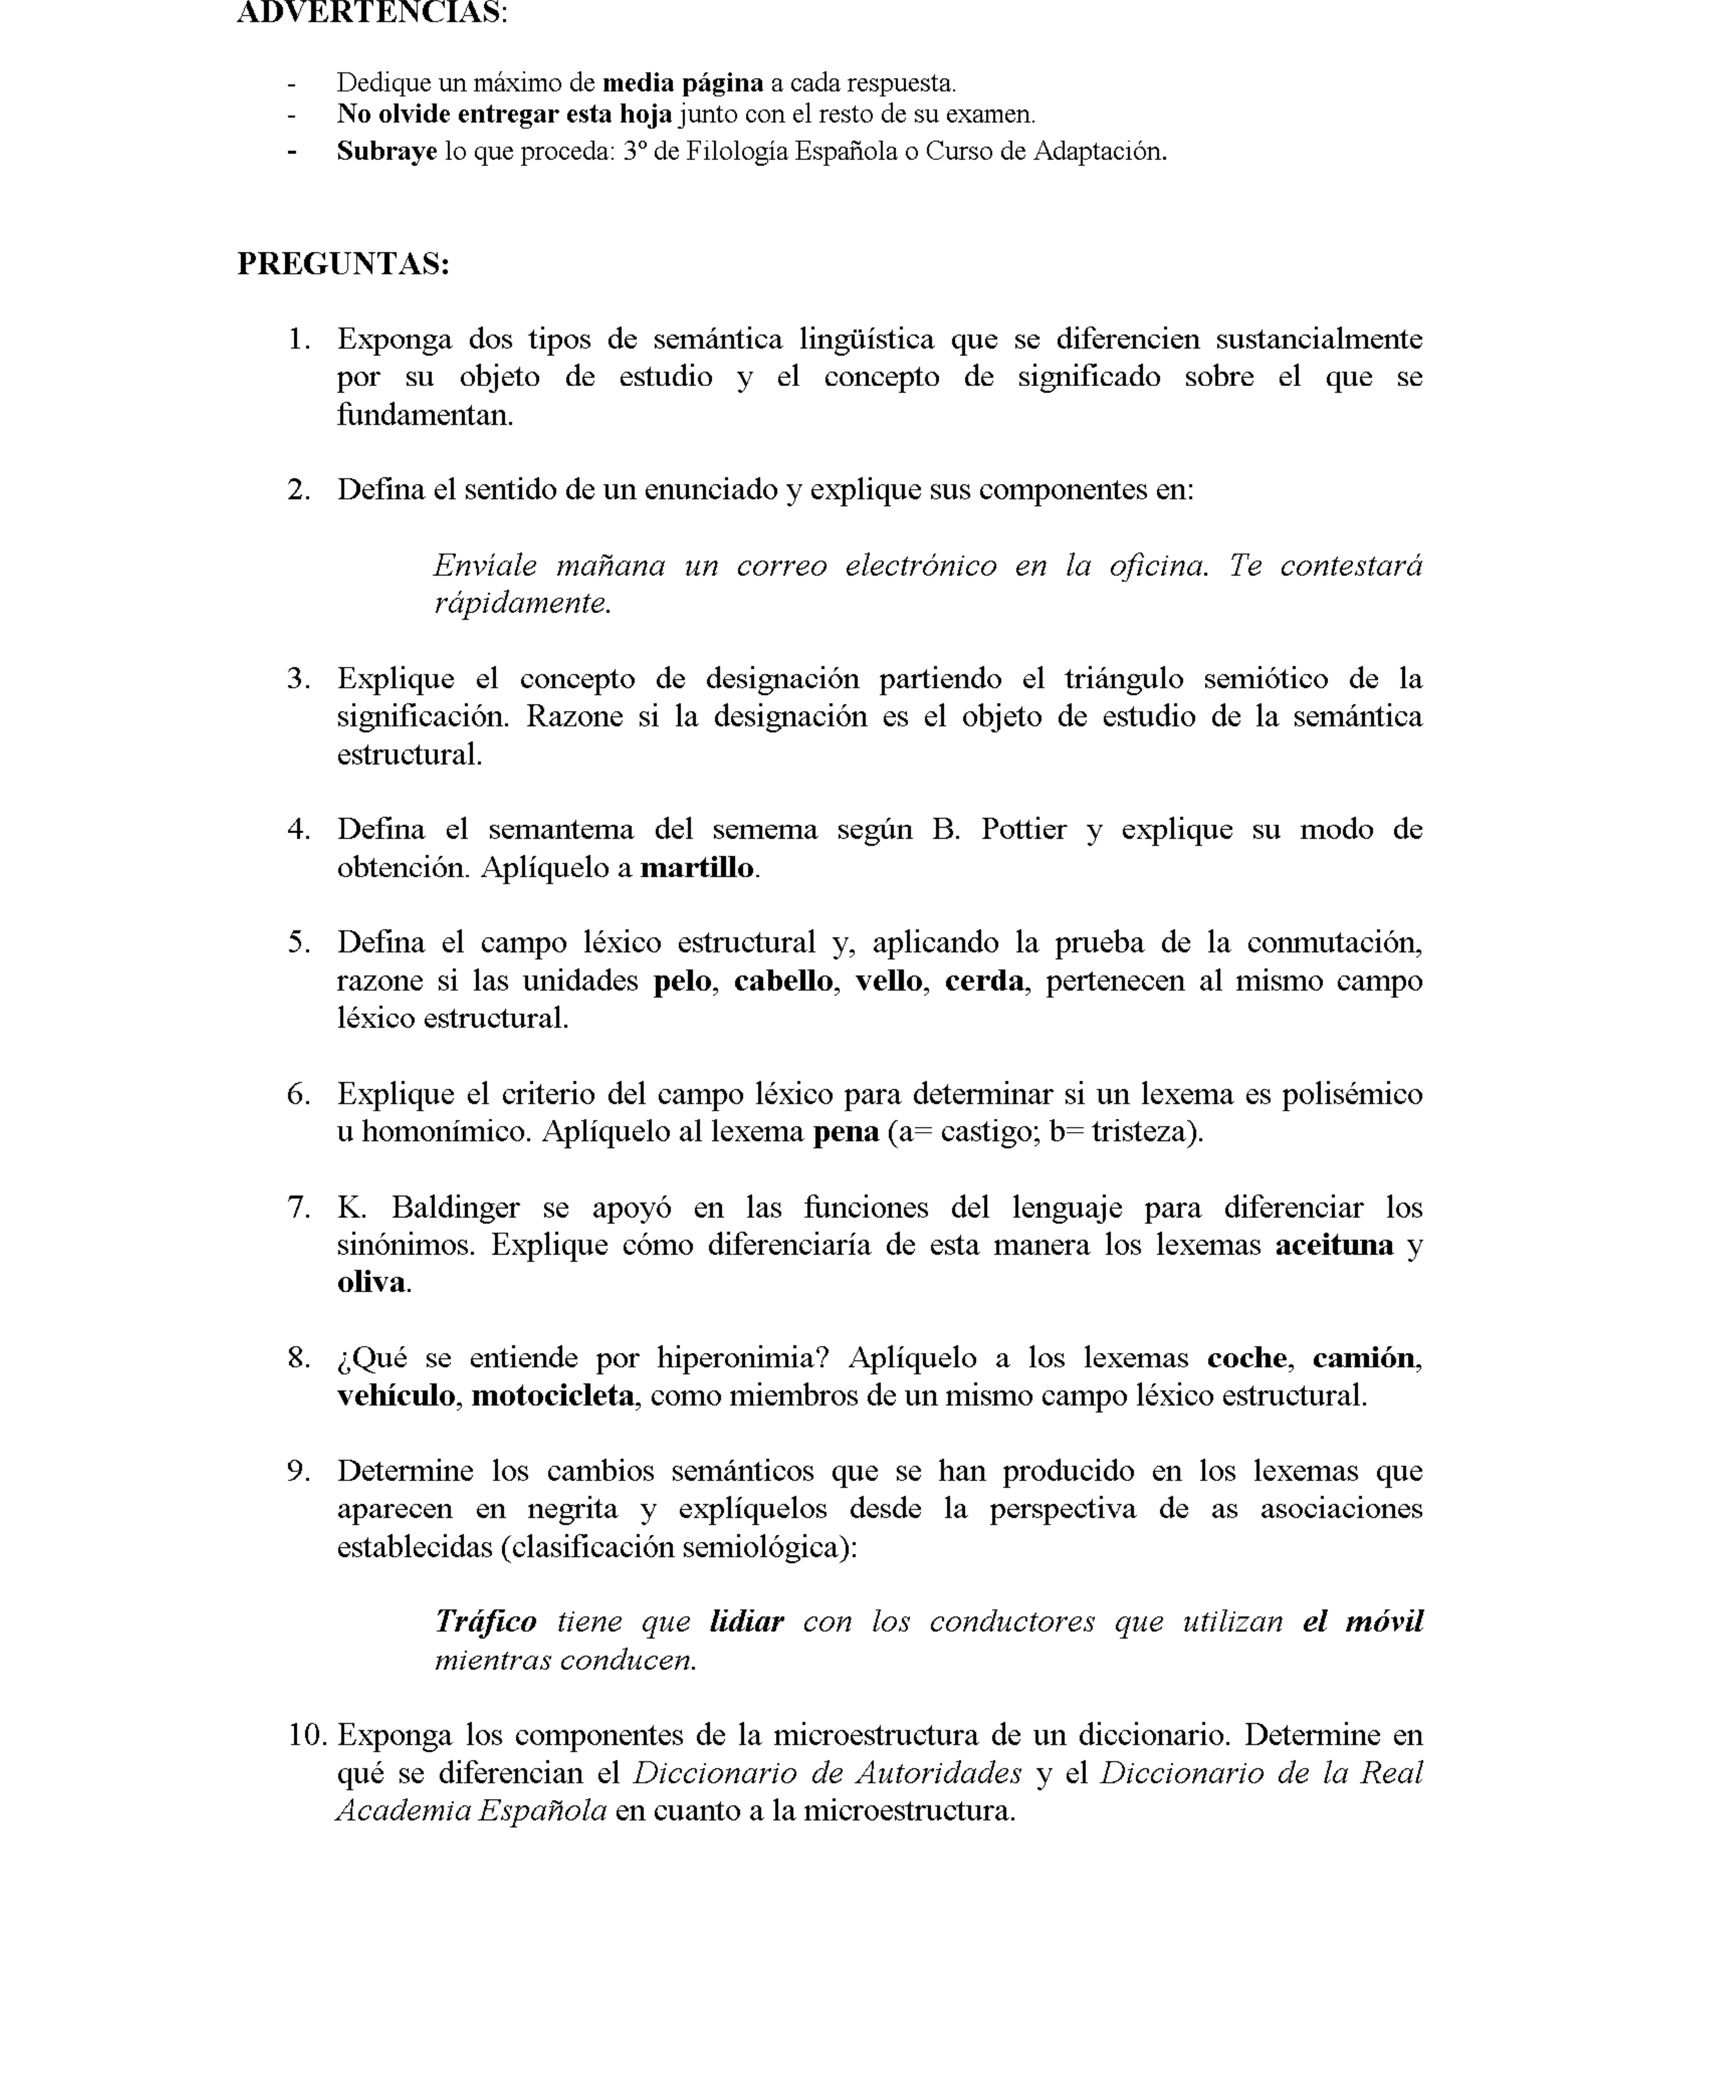 ADVERTENCIAS:
- Dedique un máximo de media página a cada respuesta.
- No olvide entregar esta hoja junto con el resto de su examen.
- Subraye lo que proceda: 3º de Filología Española o Curso de Adaptación.
PREGUNTAS:
1. Exponga dos tipos de semántica lingüística que se diferencien sustancialmente
por su objeto de estudio y el concepto de significado sobre el que se
fundamentan.
2. Defina el sentido de un enunciado y explique sus componentes en:
Envíale mañana un correo electrónico en la oficina. Te contestará
rápidamente.
3. Explique el concepto de designación partiendo el triángulo semiótico de la
significación. Razone si la designación es el objeto de estudio de la semántica
estructural.
4. Defina el semantema del semema según B. Pottier y explique su modo de
obtención. Aplíquelo a martillo.
5. Defina el campo léxico estructural y, aplicando la prueba de la conmutación,
razone si las unidades pelo, cabello, vello, cerda, pertenecen al mismo campo
léxico estructural.
6. Explique el criterio del campo léxico para determinar si un lexema es polisémico
u homonímico. Aplíquelo al lexema pena (a= castigo; b= tristeza).
7. K. Baldinger se apoyó en las funciones del lenguaje para diferenciar los
sinónimos. Explique cómo diferenciaría de esta manera los lexemas aceituna y
oliva.
8. ¿Qué se entiende por hiperonimia? Aplíquelo a los lexemas coche, camión,
vehículo, motocicleta, como miembros de un mismo campo léxico estructural.
9. Determine los cambios semánticos que se han producido en los lexemas que
aparecen en negrita y explíquelos desde la perspectiva de as asociaciones
establecidas (clasificación semiológica):
Tráfico tiene que lidiar con los conductores que utilizan el móvil
mientras conducen.
10. Exponga los componentes de la microestructura de un diccionario. Determine en
qué se diferencian el Diccionario de Autoridades y el Diccionario de la Real
Academia Española en cuanto a la microestructura.